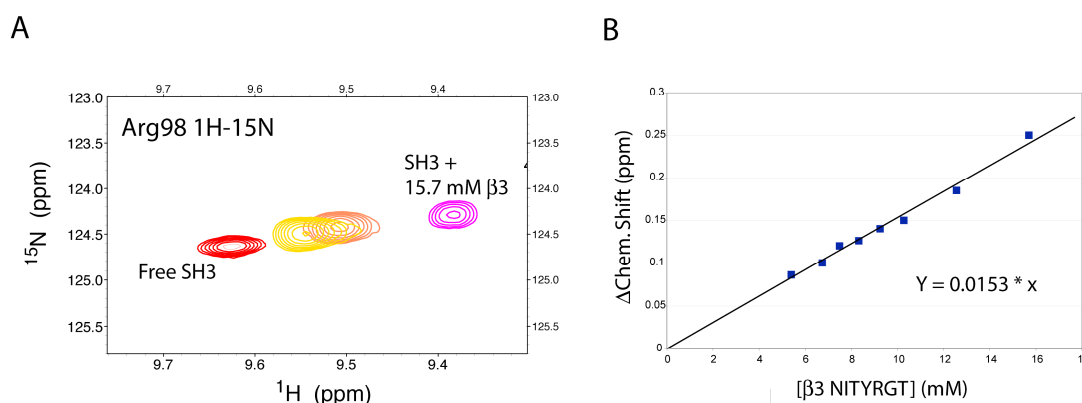 A
9.7 9.6 9.5 9.4
123.0
123.5
124.0
124.5
125.0
125.5
15N (ppm)
Arg98 1H-15N
SH3 +
15.7 mM β3
Free SH3
123.0
123.5
124.0
124.5
125.0
125.5
9.7 9.6 9.5 9.4
1H (ppm)
B
0.3
0.25
0.2
0.15
0.1
0.05
0
ΔChem. Shift (ppm)
Y = 0.0153 * x
0 2 4 6 8 10 12 14 16 18
[β3 NITYRGT] (mM)